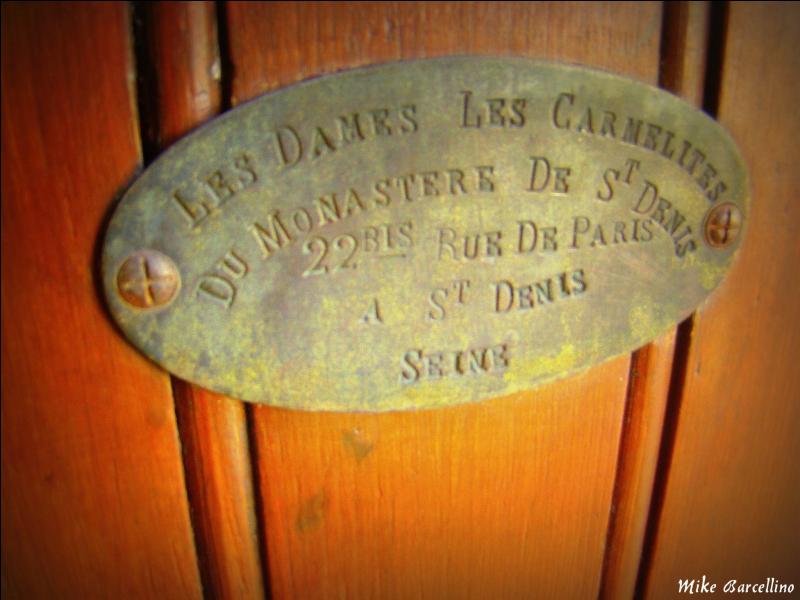 LES DAMES LES CARMELITES
DU MONASTERE DE ST DENIS
22BIS RUE DE PARIS
A ST DENIS
SEINE
Mike Barcellino